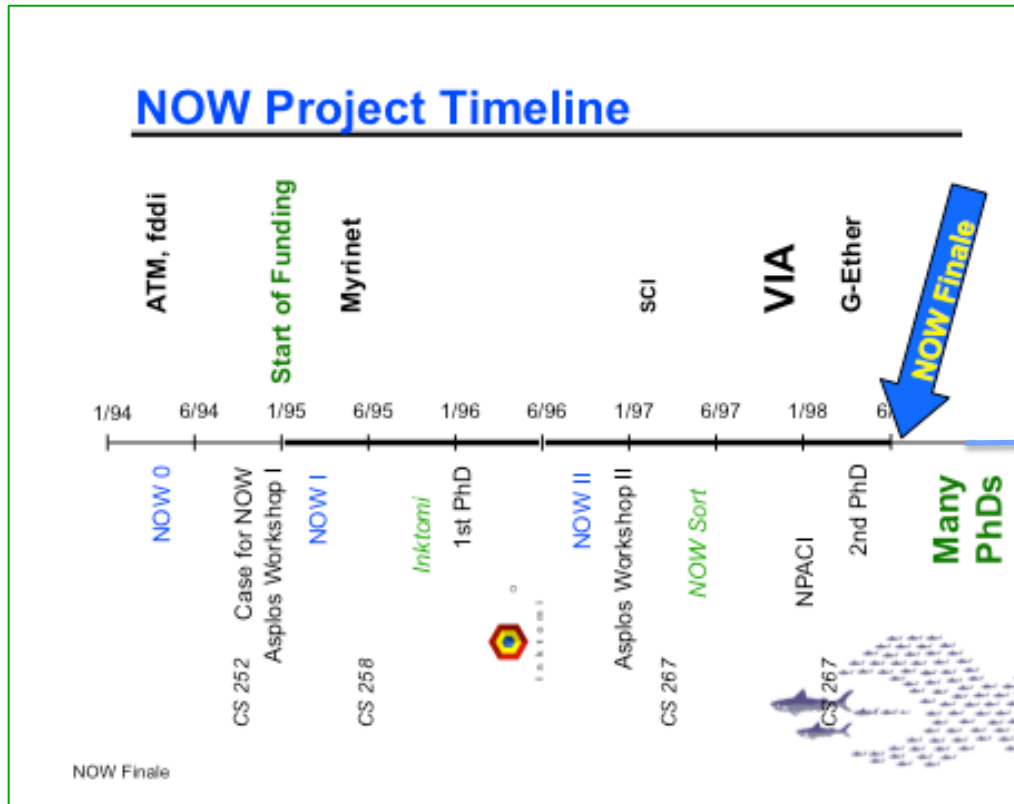 NOW Project Timeline
ATM, fddi
Start of Funding
Myrinet
SCI
VIA
G-Ether
NOW Finale
1/94
6/94
1/95
6/95
1/96
6/96
1/97
6/97
1/98
6/
NOW 0
Case for NOW
Asplos Workshop I
NOW I
Inktomi
1st PhD
NOW II
Asplos Workshop II
NOW Sort
NPACI
2nd PhD
Many
PhDs
Inktomi
CS 252
CS 258
CS 267
CS 267
NOW Finale